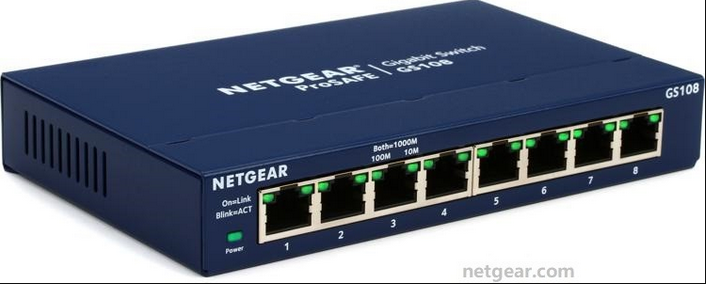 NETGEAR® | Gigabit Switch
ProSAFE | GS108
GS108
Both=1000M
100M 10M
NETGEAR
On=Link
Blink=ACT
Power
1 2 3 4 5 6 7 8
netgear.com